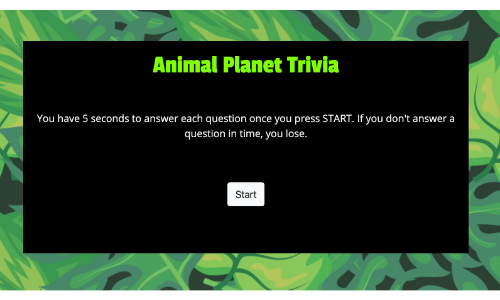 Animal Planet Trivia
You have 5 seconds to answer each question once you press START. If you don't answer a
question in time, you lose.
Start